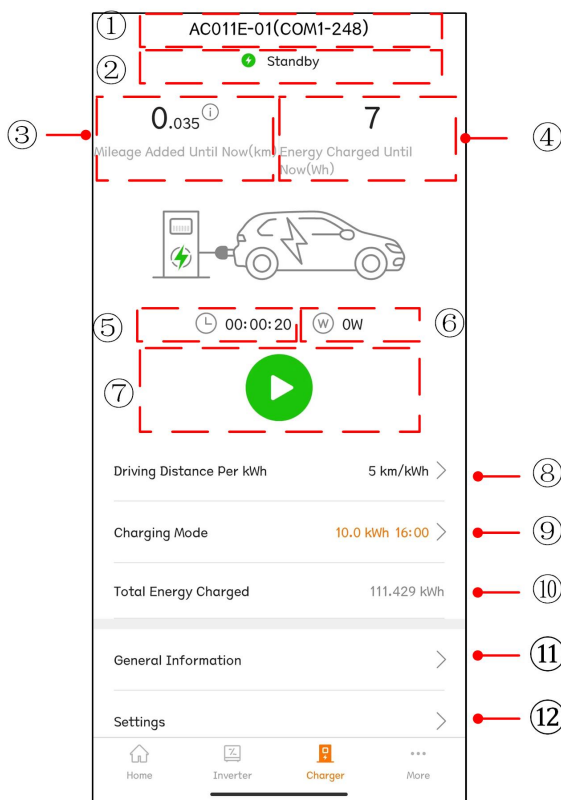 ① AC011E-01(COM1-248)
② Standby
③ 0.035 i 7 ④
Mileage Added Until Now(km) Energy Charged Until
Now(Wh)
⑤ 00:00:20 W 0W ⑥
⑦
Driving Distance Per kWh 5 km/kWh ⑧
Charging Mode 10.0 kWh 16:00 ⑨
Total Energy Charged 111.429 kWh ⑩
General Information ⑪
Settings ⑫
Home Inverter Charger More